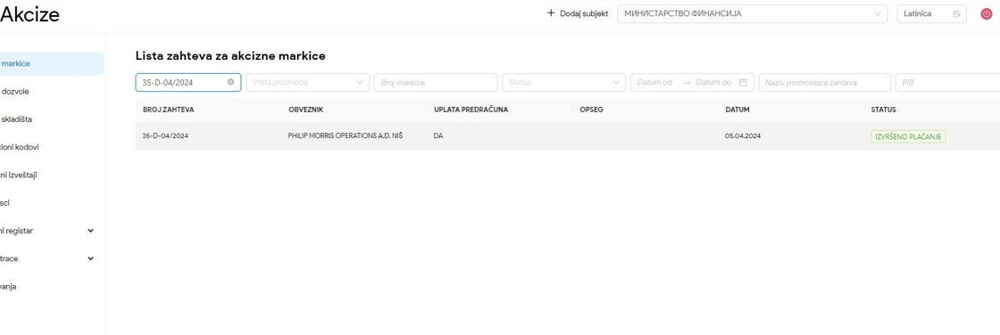 Akcize
Dodaj subjekt
МИНИСТАРСТВО ФИНАНСИЈА
Latinica
markice
dozvole
skladišta
cioni kodovi
ni izveštaji
sci
ni registar
trace
vanja
Lista zahteva za akcizne markice
35-D-04/2024 Vrsta proizvoda Broj markice Status Datum od → Datum do Naziv podnosioca zahteva PIB
BROJ ZAHTEVA OBVEZNIK UPLATA PREDRAČUNA OPSEG DATUM STATUS
35-D-04/2024 PHILIP MORRIS OPERATIONS A.D. NIŠ DA 05.04.2024 IZVRŠENO PLAĆANJE